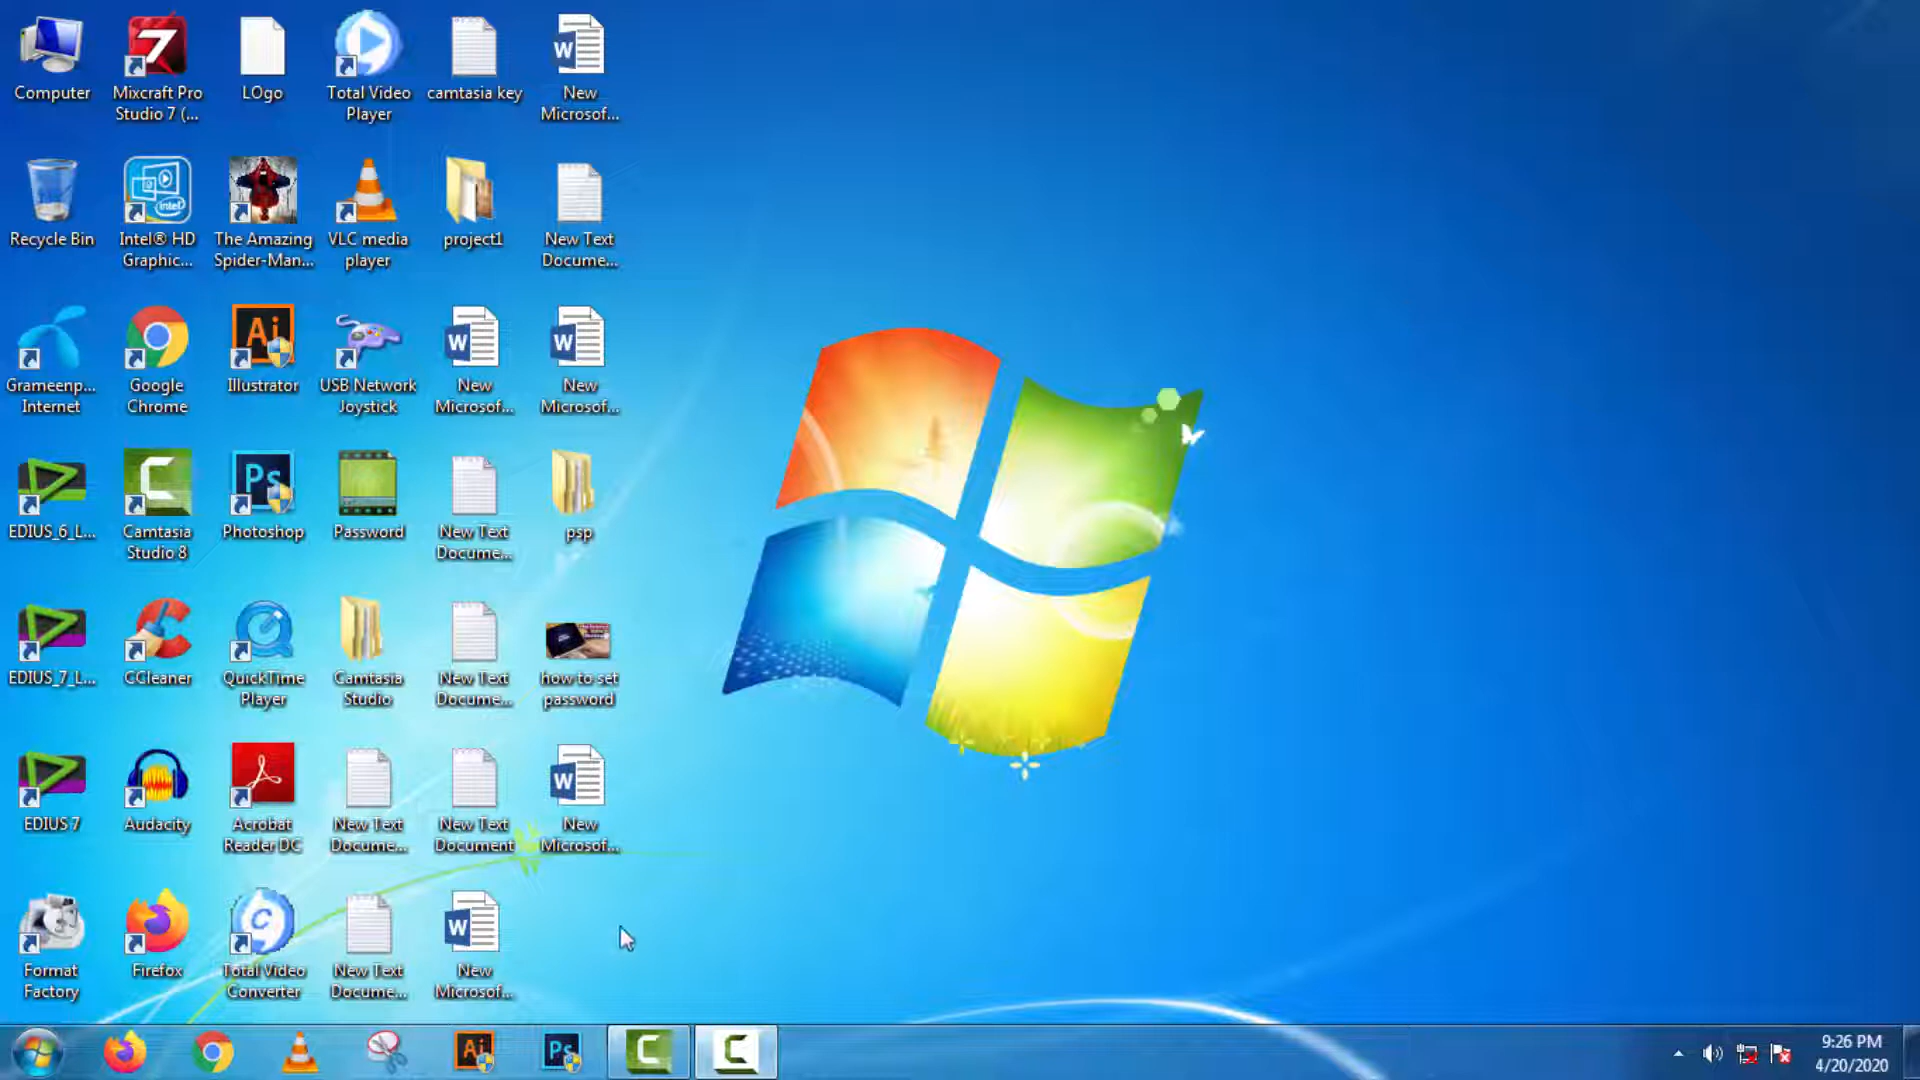 Computer
Mixcraft Pro
Studio 7 (...
LOgo
Total Video
Player
camtasia key
New
Microsof...
Recycle Bin
Intel® HD
Graphic...
The Amazing
Spider-Man...
VLC media
player
project1
New Text
Docume...
Grameenp...
Internet
Google
Chrome
Illustrator
USB Network
Joystick
New
Microsof...
New
Microsof...
EDIUS_6_L...
Camtasia
Studio 8
Photoshop
Password
New Text
Docume...
psp
EDIUS_7_L...
CCleaner
QuickTime
Player
Camtasia
Studio
New Text
Docume...
how to set
password
EDIUS 7
Audacity
Acrobat
Reader DC
New Text
Docume...
New Text
Document
New
Microsof...
Format
Factory
Firefox
Total Video
Converter
New Text
Docume...
New
Microsof...
9:26 PM
4/20/2020